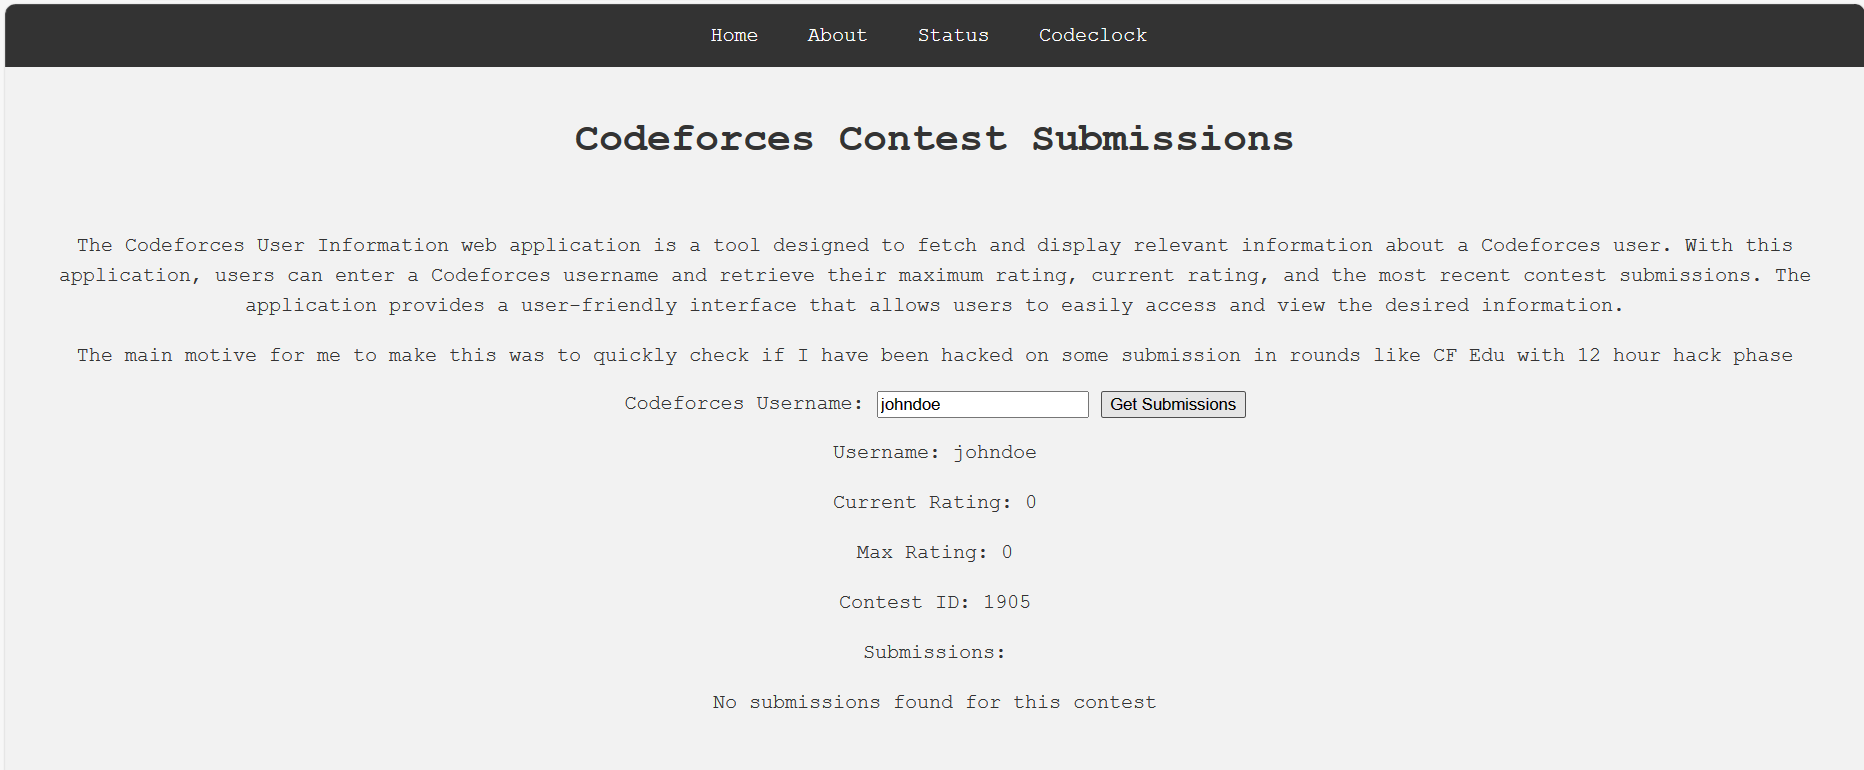 Home About Status Codeclock
Codeforces Contest Submissions
The Codeforces User Information web application is a tool designed to fetch and display relevant information about a Codeforces user. With this
application, users can enter a Codeforces username and retrieve their maximum rating, current rating, and the most recent contest submissions. The
application provides a user-friendly interface that allows users to easily access and view the desired information.
The main motive for me to make this was to quickly check if I have been hacked on some submission in rounds like CF Edu with 12 hour hack phase
Codeforces Username: johndoe Get Submissions
Username: johndoe
Current Rating: 0
Max Rating: 0
Contest ID: 1905
Submissions:
No submissions found for this contest